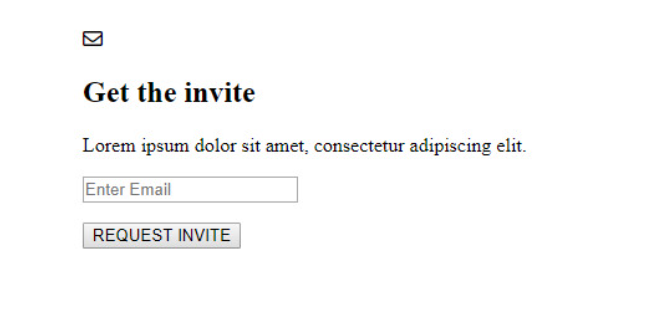 Get the invite
Lorem ipsum dolor sit amet, consectetur adipiscing elit.
Enter Email
REQUEST INVITE